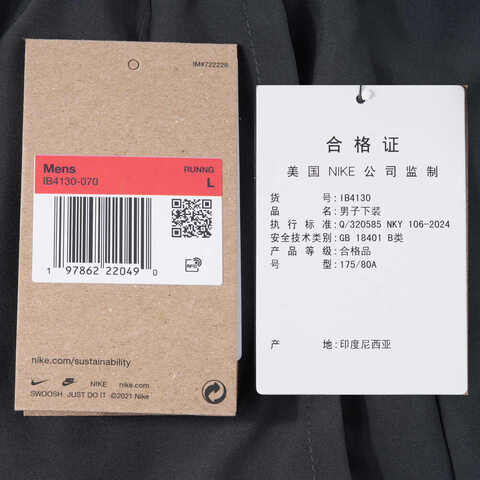 IM#722226
Mens
RUNNG
IB4130-070
L
1 97862 22049 0
RFID
nike.com/sustainability
NIKE nike.com
SWOOSH JUST DO IT ©2021 Nike
合格证
美国 NIKE 公司监制
货 号: IB4130
品 名: 男子下装
执行标准: Q/320585 NKY 106-2024
安全技术类别: GB 18401 B类
产品等级: 合格品
号 型: 175/80A
产 地: 印度尼西亚